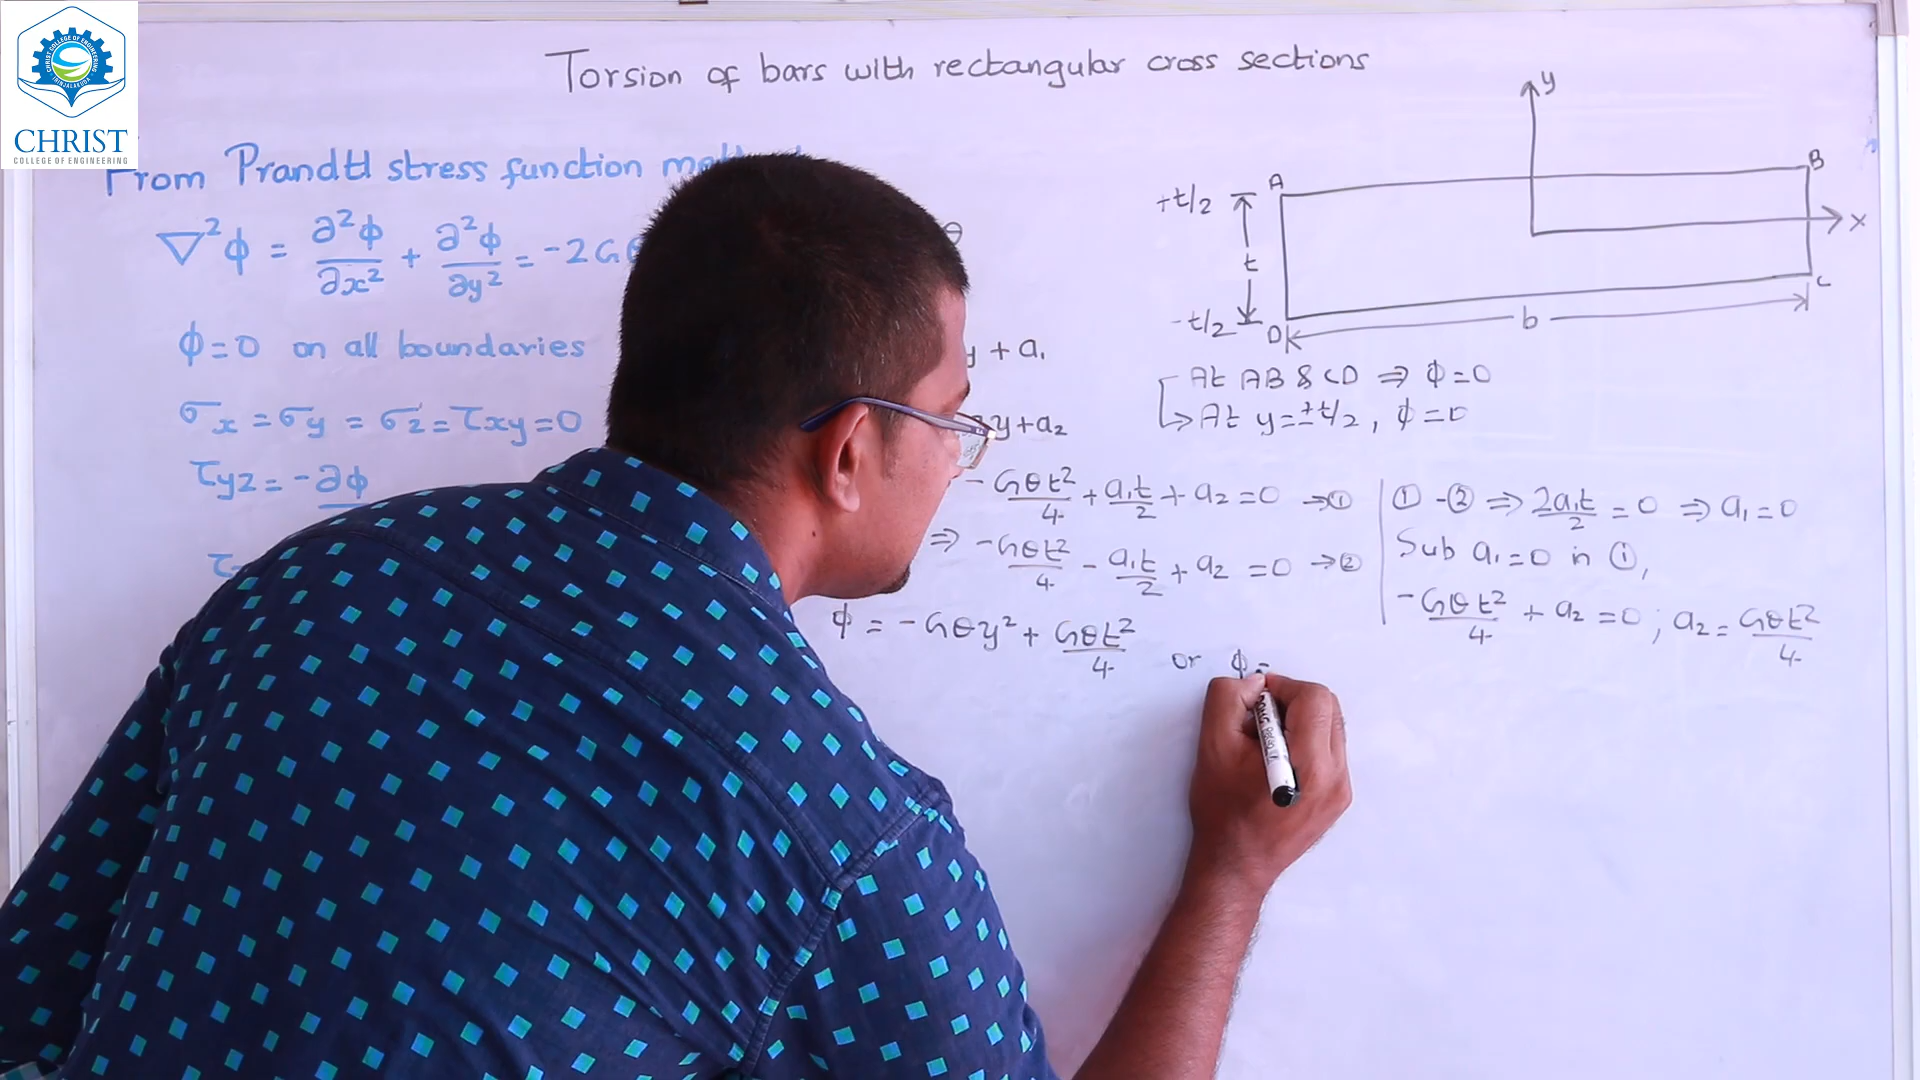 CHRIST
COLLEGE OF ENGINEERING
Torsion of bars with rectangular cross sections
From Prandtl stress function
∇²ϕ = ∂²ϕ/∂x² + ∂²ϕ/∂y² = -2Gθ
ϕ=0 on all boundaries
σx = σy = σz = τxy = 0
τyz = -∂ϕ
θ
y + a₁
y + a₂
- Gθt²/4 + a₁t/2 + a₂ = 0 → ①
⇒ -Gθt²/4 - a₁t/2 + a₂ = 0 → ②
ϕ = -Gθy² + Gθt²/4 or ϕ =
y
A
B
+t/2
x
t
-t/2
D
C
b
At AB & CD ⇒ ϕ=0
→ At y=±t/2, ϕ=0
① - ② ⇒ 2a₁t/2 = 0 ⇒ a₁ = 0
Sub a₁=0 in ①,
-Gθt²/4 + a₂ = 0 ; a₂ = Gθt²/4